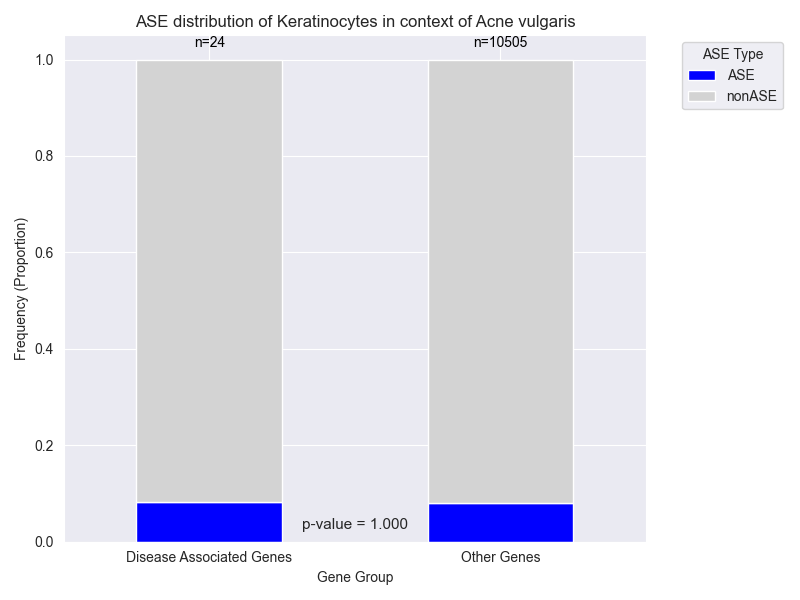 ASE distribution of Keratinocytes in context of Acne vulgaris
n=24
n=10505
ASE Type
ASE
nonASE
1.0
0.8
0.6
0.4
0.2
0.0
Frequency (Proportion)
p-value = 1.000
Disease Associated Genes
Other Genes
Gene Group